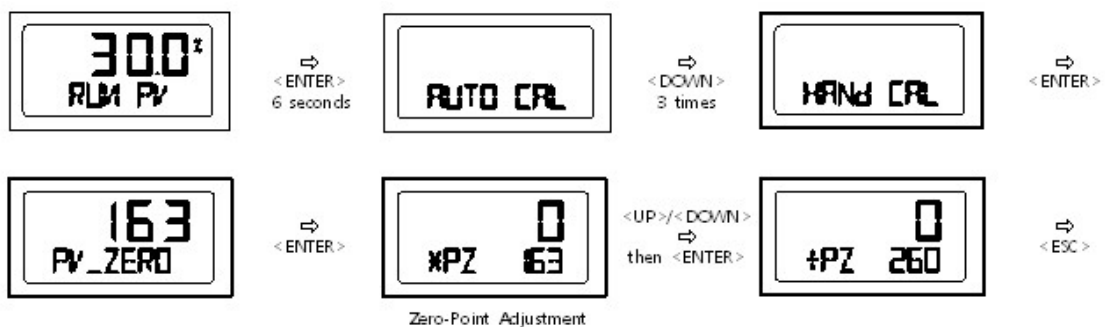 30.0%
RUN PV
⇨
<ENTER>
6 seconds
AUTO CAL
⇨
<DOWN>
3 times
HANd CAL
⇨
<ENTER>
163
PV_ZERO
⇨
<ENTER>
0
*PZ 163
Zero-Point Adjustment
<UP>/<DOWN>
⇨
then <ENTER>
0
+PZ 260
⇨
<ESC>